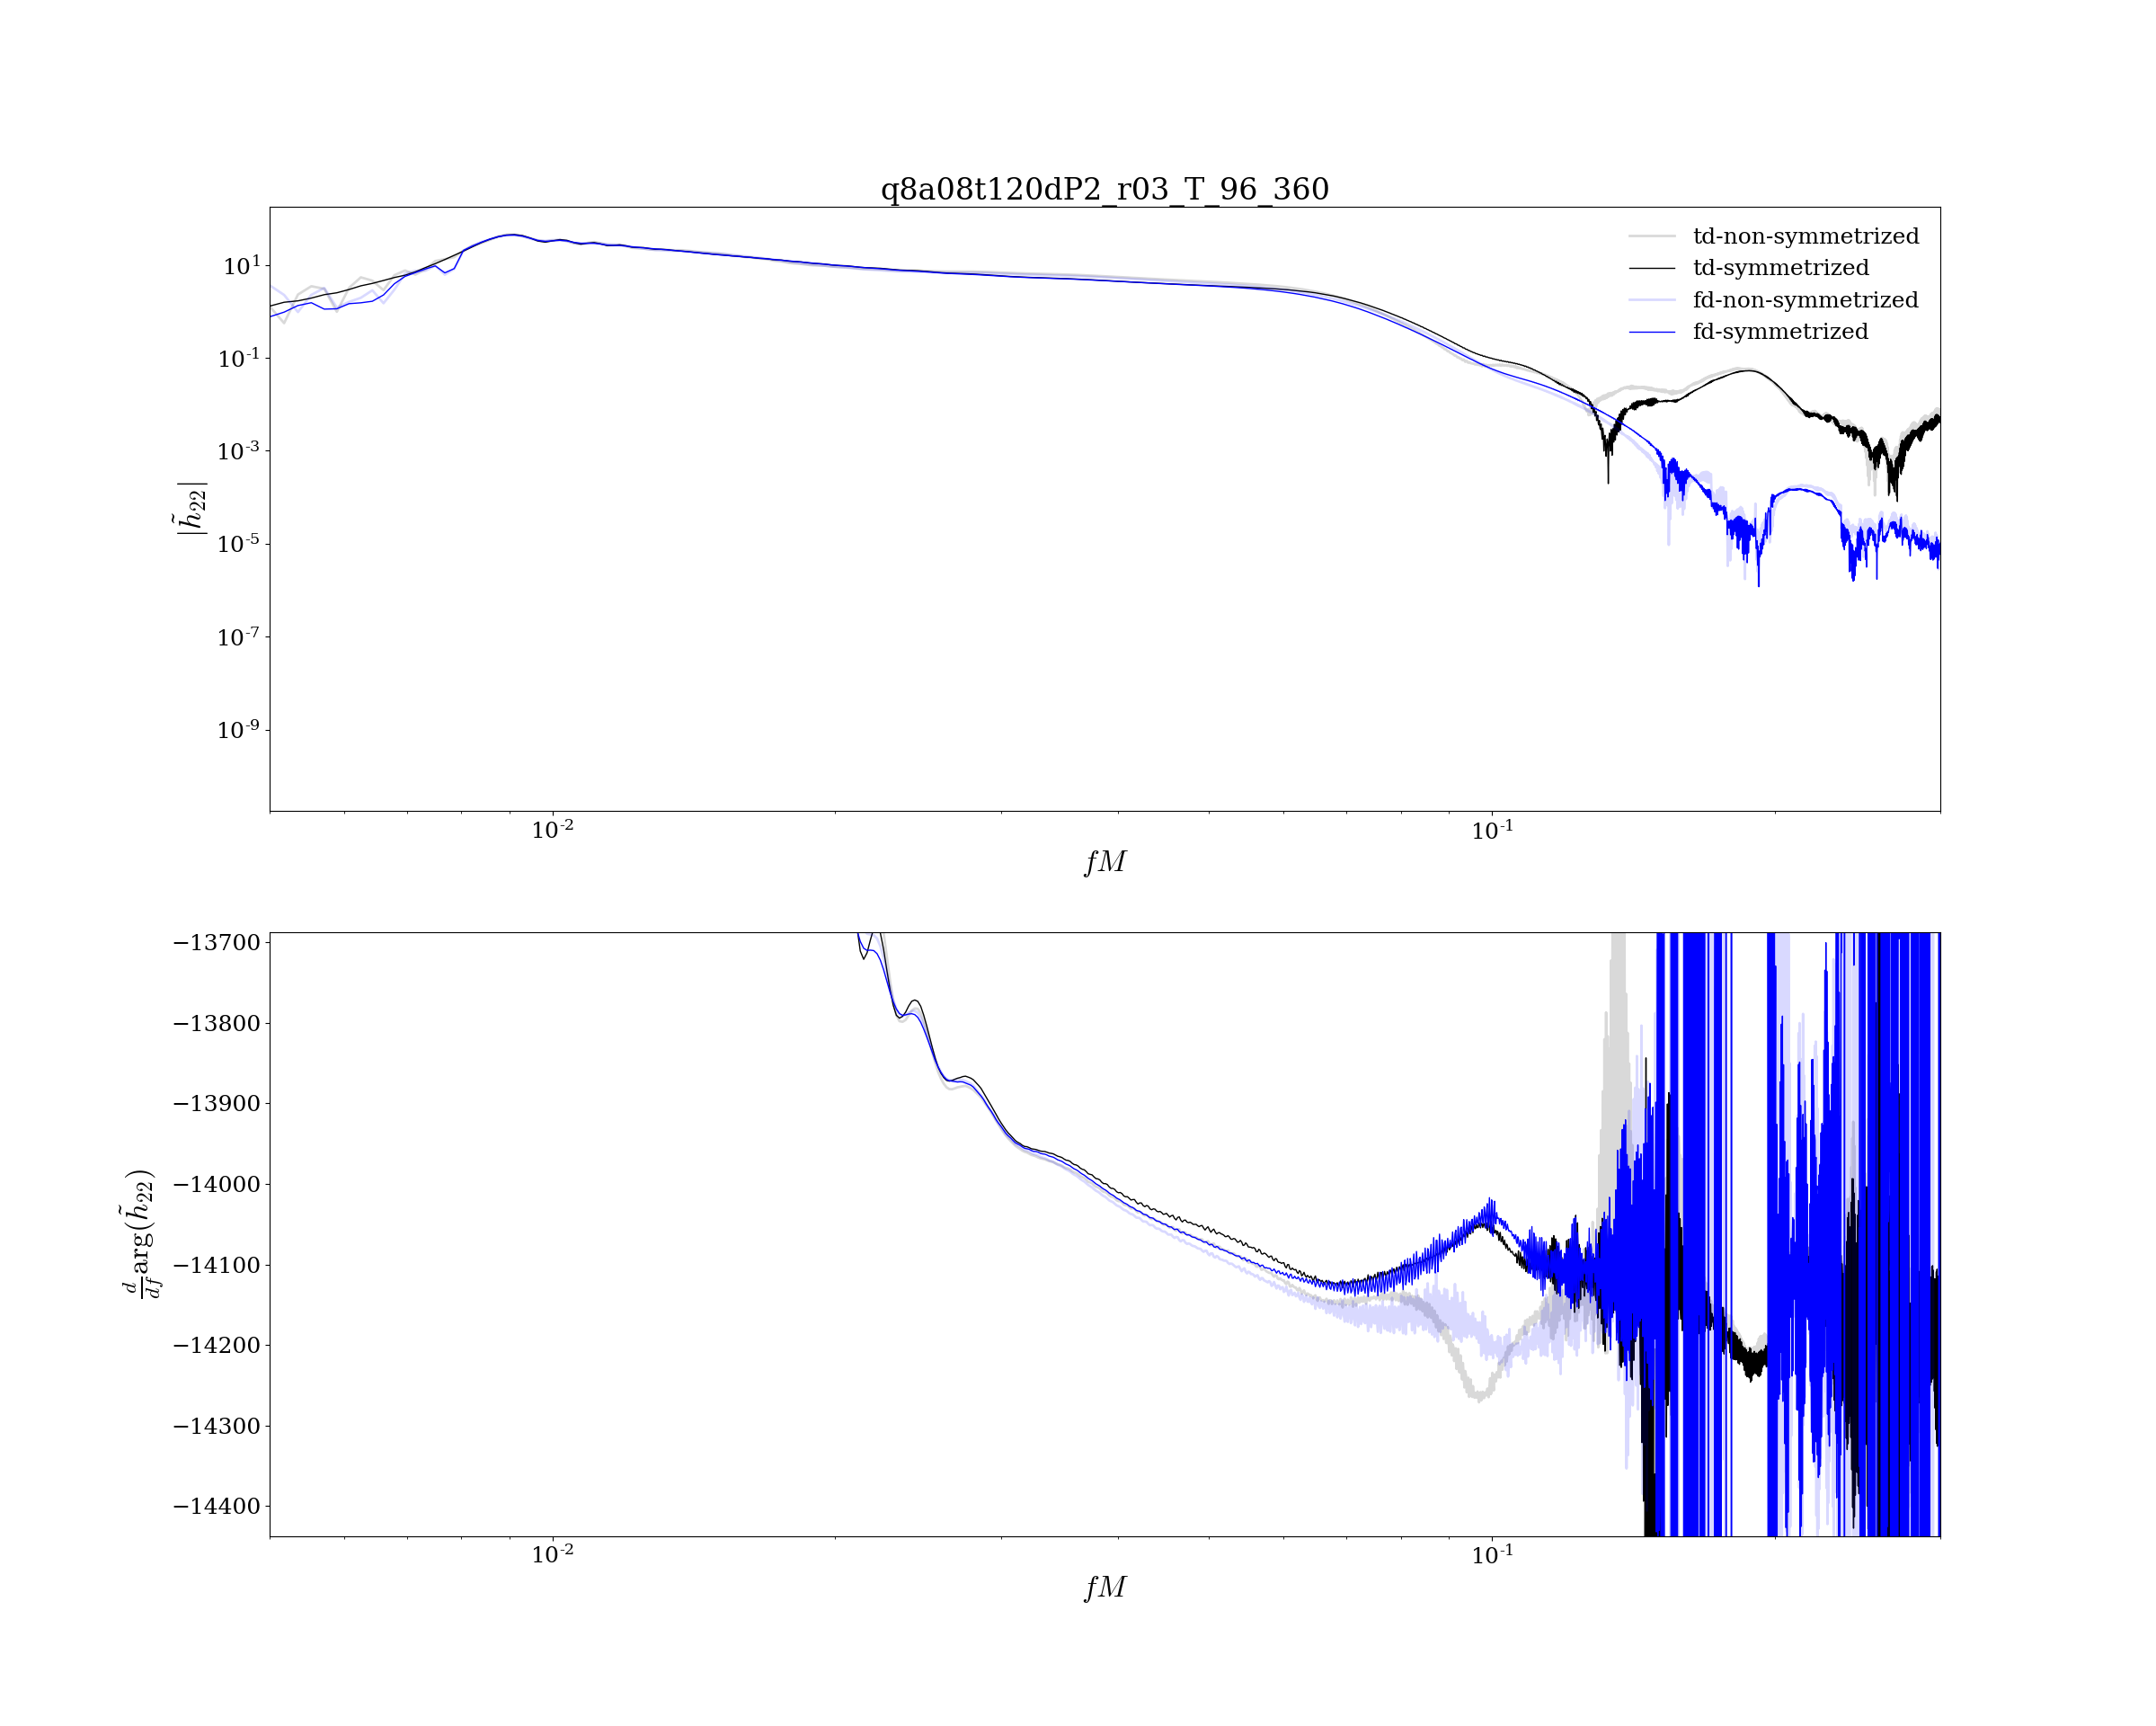 q8a08t120dP2_r03_T_96_360
td-non-symmetrized
td-symmetrized
fd-non-symmetrized
fd-symmetrized
10¹
10⁻¹
10⁻³
10⁻⁵
10⁻⁷
10⁻⁹
|h̃₂₂|
10⁻² 10⁻¹
fM
−13700
−13800
−13900
−14000
−14100
−14200
−14300
−14400
d/df arg(h̃₂₂)
10⁻² 10⁻¹
fM